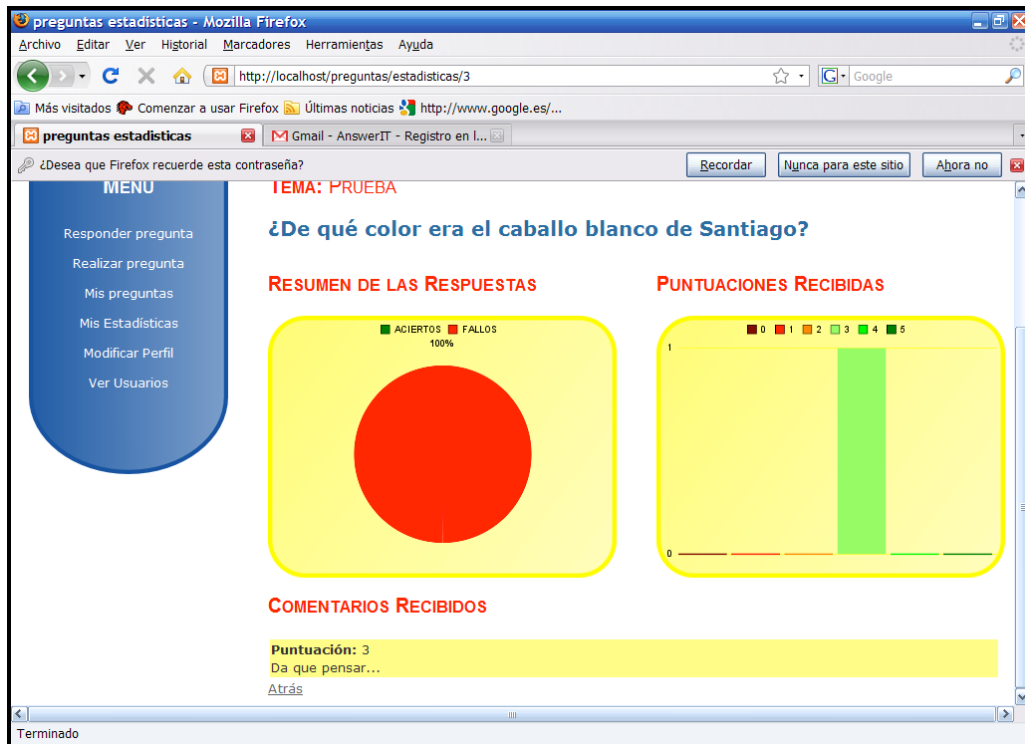 preguntas estadisticas - Mozilla Firefox
Archivo Editar Ver Historial Marcadores Herramientas Ayuda
http://localhost/preguntas/estadisticas/3
G Google
Más visitados Comenzar a usar Firefox Últimas noticias http://www.google.es/...
preguntas estadisticas Gmail - AnswerIT - Registro en l...
¿Desea que Firefox recuerde esta contraseña? Recordar Nunca para este sitio Ahora no
MENU
Responder pregunta
Realizar pregunta
Mis preguntas
Mis Estadísticas
Modificar Perfil
Ver Usuarios
TEMA: PRUEBA
¿De qué color era el caballo blanco de Santiago?
RESUMEN DE LAS RESPUESTAS
ACIERTOS FALLOS
100%
PUNTUACIONES RECIBIDAS
0 1 2 3 4 5
1
0
COMENTARIOS RECIBIDOS
Puntuación: 3
Da que pensar...
Atrás
Terminado